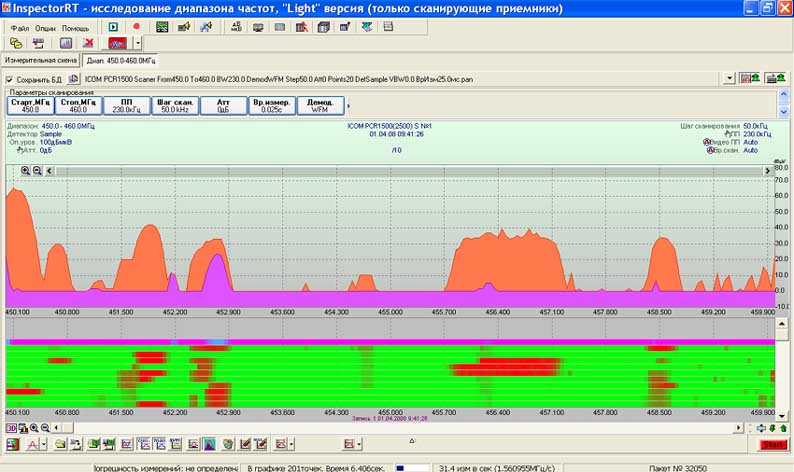 InspectorRT - исследование диапазона частот, "Light" версия (только сканирующие приемники)
Файл Опции Помощь
Измерительная схема Диап. 450.0-460.0МГц
Сохранить БД ICOM PCR1500 Scaner From450.0 To460.0 BW230.0 DemodWFM Step50.0 Att0 Points20 DetSample VBW0.0 ВрИзм25.0мс pan
Параметры сканирования
Старт,МГц Стоп,МГц ПП Шаг скан. Атт Вр.измер. Демод.
450.0 460.0 230.0кГц 50.0 kHz 0дБ 0.025с WFM
Диапазон: 450.0 - 460.0МГц ICOM PCR1500(2500) S №1 Шаг сканирования 50.0кГц
Детектор Sample 01.04.08 09:41:26 ПП 230.0кГц
Оп.уров. 100дБмкВ Видео ПП Auto
Атт. 0дБ /10 Вр.скан. Auto
80.0
70.0
60.0
50.0
40.0
30.0
20.0
10.0
0.0
-10.0
450.100 450.800 451.500 452.200 452.900 453.600 454.300 455.000 455.700 456.400 457.100 457.800 458.500 459.200 459.900
450.100 450.800 451.500 452.200 452.900 453.600 454.300 455.000 455.700 456.400 457.100 457.800 458.500 459.200 459.900
Запись 1 01.04.2008 9:41:26
3D
Δ:
Start
Погрешность измерений: не определена В графике 201точек. Время 6.406сек. 31.4 изм в сек (1.560955МГц/с) Пакет № 32050